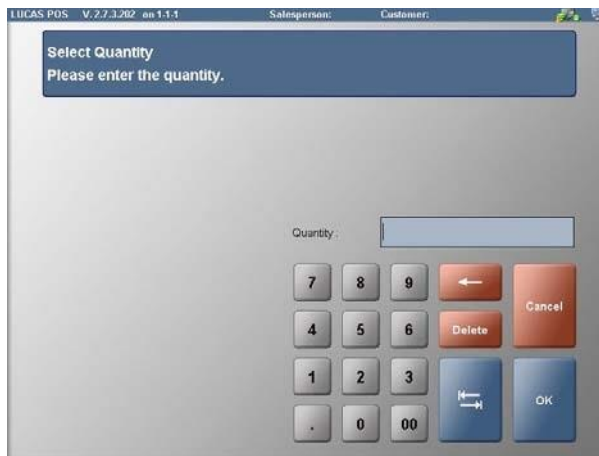 LUCAS POS V.2.7.3.202 on 1-1-1 Salesperson: Customer:
Select Quantity
Please enter the quantity.
Quantity :
7 8 9 Cancel
4 5 6 Delete
1 2 3 OK
. 0 00